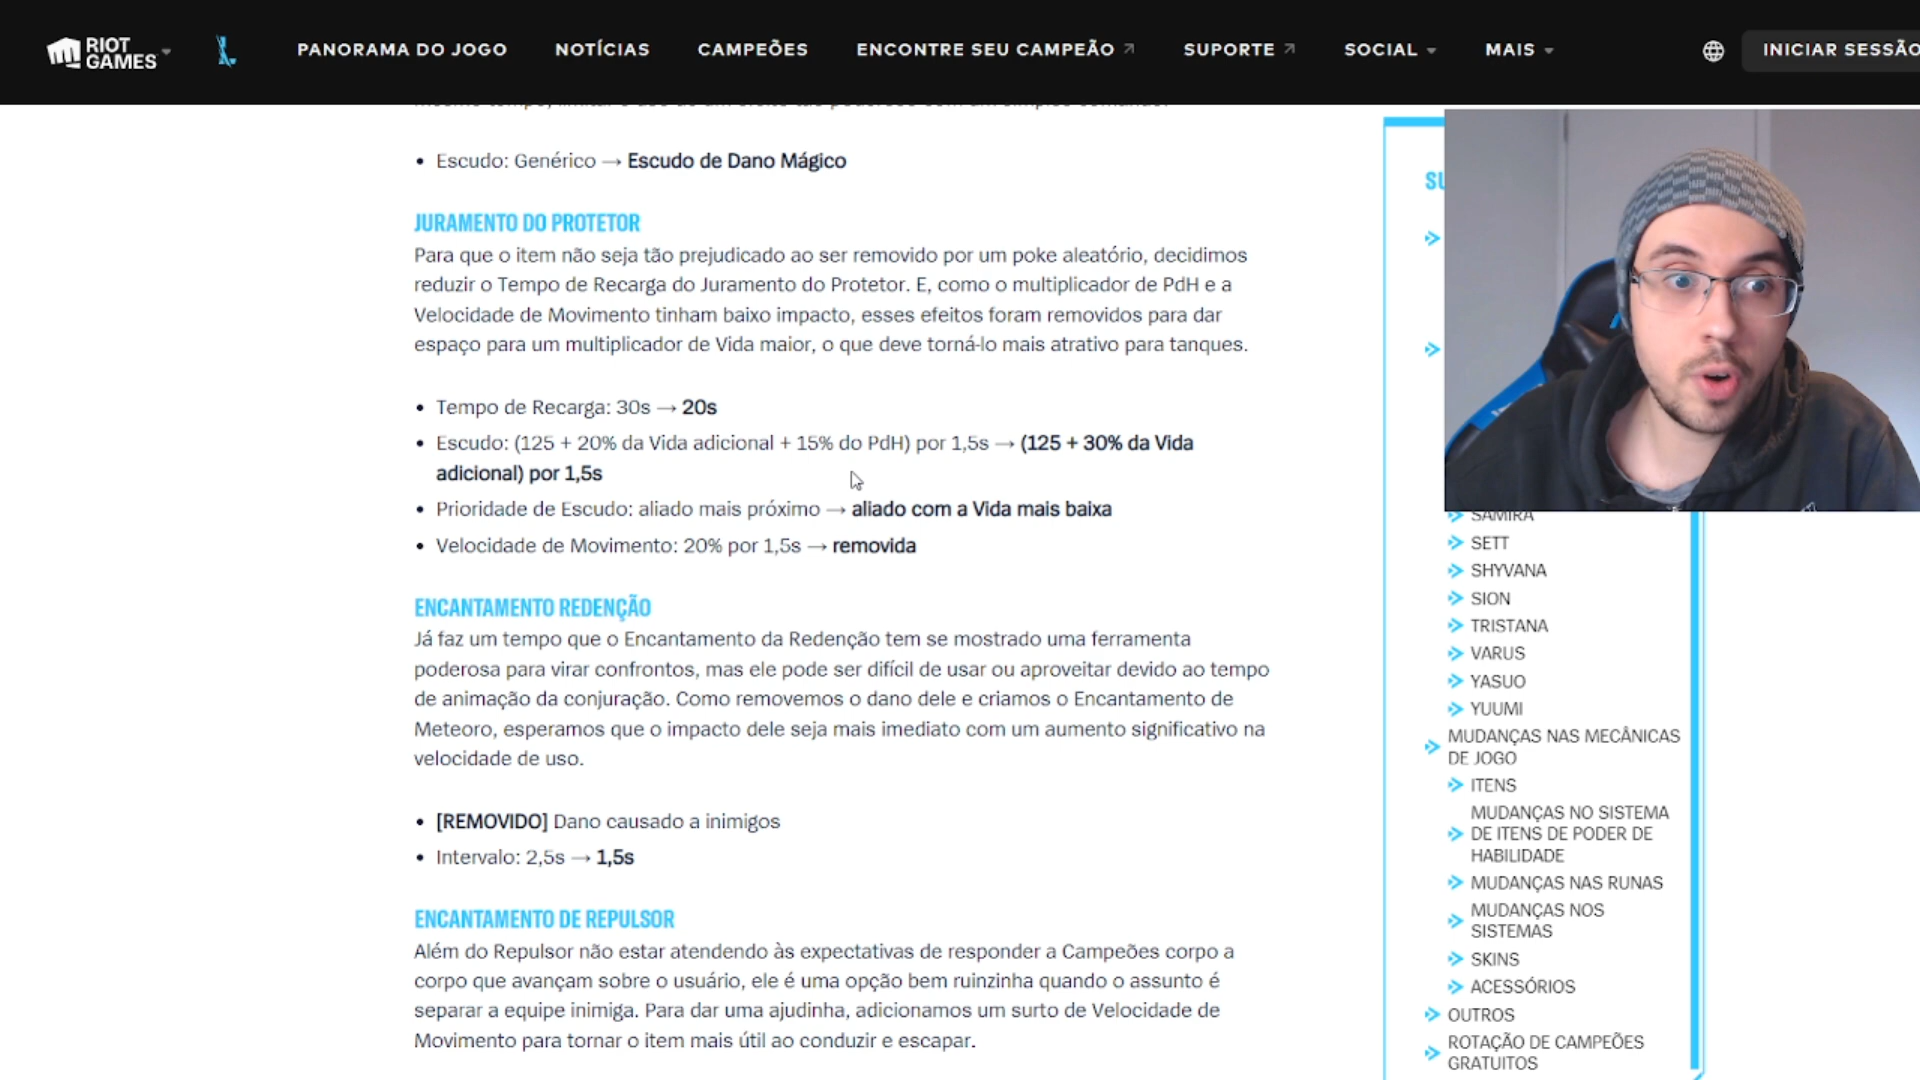 RIOT GAMES
PANORAMA DO JOGO
NOTÍCIAS
CAMPEÕES
ENCONTRE SEU CAMPEÃO
SUPORTE
SOCIAL
MAIS
INICIAR SESSÃO
Escudo: Genérico → Escudo de Dano Mágico
JURAMENTO DO PROTETOR
Para que o item não seja tão prejudicado ao ser removido por um poke aleatório, decidimos
reduzir o Tempo de Recarga do Juramento do Protetor. E, como o multiplicador de PdH e a
Velocidade de Movimento tinham baixo impacto, esses efeitos foram removidos para dar
espaço para um multiplicador de Vida maior, o que deve torná-lo mais atrativo para tanques.
• Tempo de Recarga: 30s → 20s
• Escudo: (125 + 20% da Vida adicional + 15% do PdH) por 1,5s → (125 + 30% da Vida
adicional) por 1,5s
• Prioridade de Escudo: aliado mais próximo → aliado com a Vida mais baixa
• Velocidade de Movimento: 20% por 1,5s → removida
ENCANTAMENTO REDENÇÃO
Já faz um tempo que o Encantamento da Redenção tem se mostrado uma ferramenta
poderosa para virar confrontos, mas ele pode ser difícil de usar ou aproveitar devido ao tempo
de animação da conjuração. Como removemos o dano dele e criamos o Encantamento de
Meteoro, esperamos que o impacto dele seja mais imediato com um aumento significativo na
velocidade de uso.
• [REMOVIDO] Dano causado a inimigos
• Intervalo: 2,5s → 1,5s
ENCANTAMENTO DE REPULSOR
Além do Repulsor não estar atendendo às expectativas de responder a Campeões corpo a
corpo que avançam sobre o usuário, ele é uma opção bem ruinzinha quando o assunto é
separar a equipe inimiga. Para dar uma ajudinha, adicionamos um surto de Velocidade de
Movimento para tornar o item mais útil ao conduzir e escapar.
SU
SAMIRA
SETT
SHYVANA
SION
TRISTANA
VARUS
YASUO
YUUMI
MUDANÇAS NAS MECÂNICAS
DE JOGO
ITENS
MUDANÇAS NO SISTEMA
DE ITENS DE PODER DE
HABILIDADE
MUDANÇAS NAS RUNAS
MUDANÇAS NOS
SISTEMAS
SKINS
ACESSÓRIOS
OUTROS
ROTAÇÃO DE CAMPEÕES
GRATUITOS